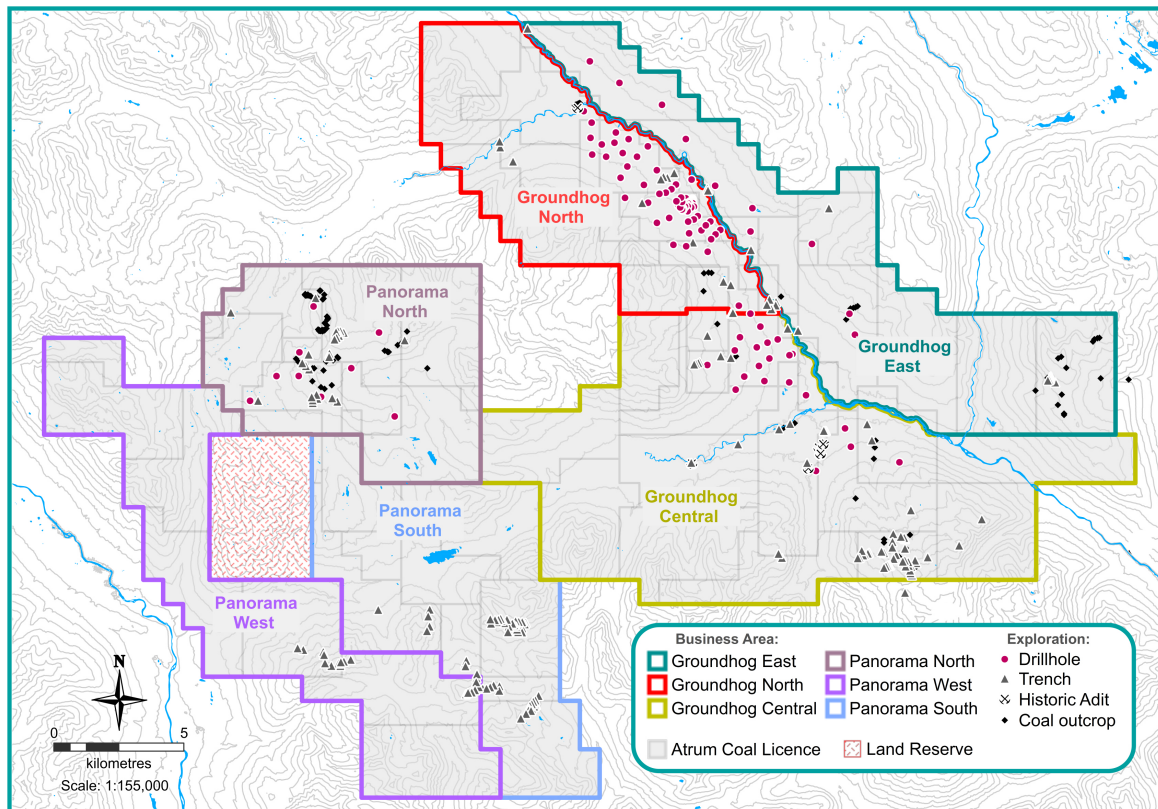 Groundhog
North
Panorama
North
Groundhog
East
Groundhog
Central
Panorama
South
Panorama
West
N
0 5
kilometres
Scale: 1:155,000
Business Area:
Groundhog East
Groundhog North
Groundhog Central
Panorama North
Panorama West
Panorama South
Atrum Coal Licence
Land Reserve
Exploration:
Drillhole
Trench
Historic Adit
Coal outcrop